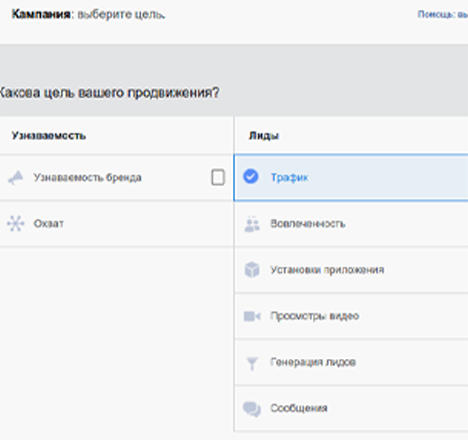 Кампания: выберите цель.
Помощь:
Какова цель вашего продвижения?
Узнаваемость
Лиды
Узнаваемость бренда
Трафик
Охват
Вовлеченность
Установки приложения
Просмотры видео
Генерация лидов
Сообщения